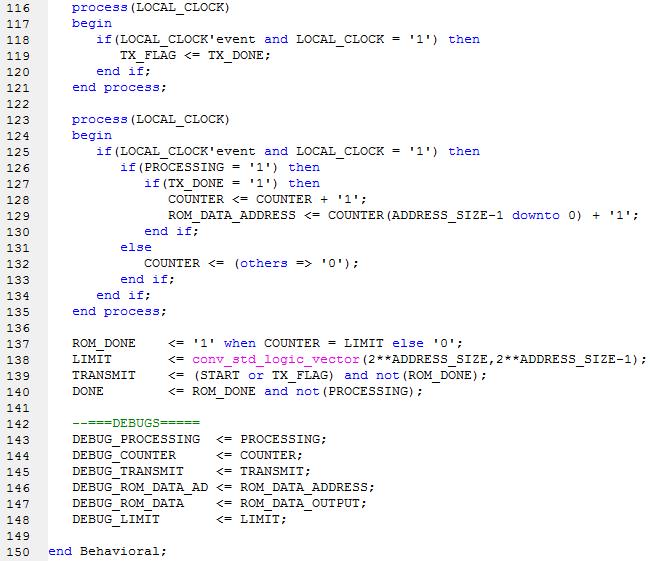 116 process(LOCAL_CLOCK)
117 begin
118 if(LOCAL_CLOCK'event and LOCAL_CLOCK = '1') then
119 TX_FLAG <= TX_DONE;
120 end if;
121 end process;
122
123 process(LOCAL_CLOCK)
124 begin
125 if(LOCAL_CLOCK'event and LOCAL_CLOCK = '1') then
126 if(PROCESSING = '1') then
127 if(TX_DONE = '1') then
128 COUNTER <= COUNTER + '1';
129 ROM_DATA_ADDRESS <= COUNTER(ADDRESS_SIZE-1 downto 0) + '1';
130 end if;
131 else
132 COUNTER <= (others => '0');
133 end if;
134 end if;
135 end process;
136
137 ROM_DONE <= '1' when COUNTER = LIMIT else '0';
138 LIMIT <= conv_std_logic_vector(2**ADDRESS_SIZE,2**ADDRESS_SIZE-1);
139 TRANSMIT <= (START or TX_FLAG) and not(ROM_DONE);
140 DONE <= ROM_DONE and not(PROCESSING);
141
142 --===DEBUGS=====
143 DEBUG_PROCESSING <= PROCESSING;
144 DEBUG_COUNTER <= COUNTER;
145 DEBUG_TRANSMIT <= TRANSMIT;
146 DEBUG_ROM_DATA_AD <= ROM_DATA_ADDRESS;
147 DEBUG_ROM_DATA <= ROM_DATA_OUTPUT;
148 DEBUG_LIMIT <= LIMIT;
149
150 end Behavioral;